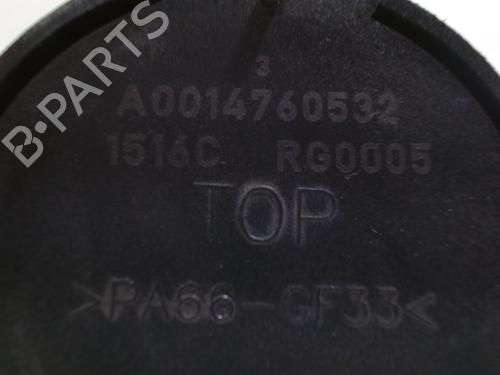 3
A0014760532
1516C RG0005
TOP
>PA66-GF33<
B-PARTS